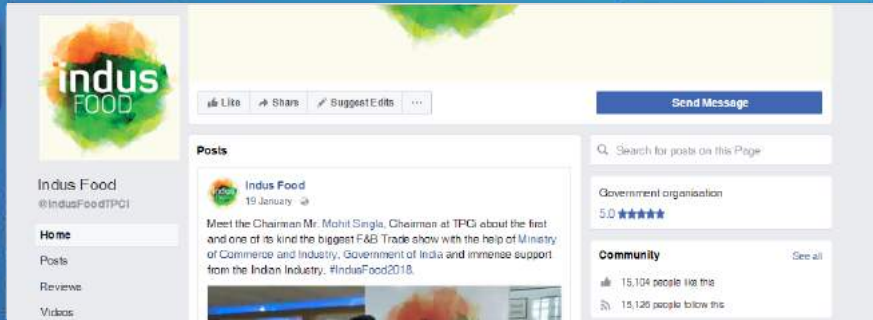 indus
FOOD
Like
Share
Suggest Edits
Send Message
Posts
Search for posts on this Page
Indus Food
@IndusFoodTPCI
Home
Posts
Reviews
Videos
Indus Food
19 January
Meet the Chairman Mr. Mohit Singla, Chairman at TPCi about the first
and one of its kind the biggest F&B Trade show with the help of Ministry
of Commerce and Industry, Government of India and immense support
from the Indian Industry. #IndusFood2018.
Government organisation
5.0 ★★★★★
Community
See all
15,104 people like this
15,126 people follow this